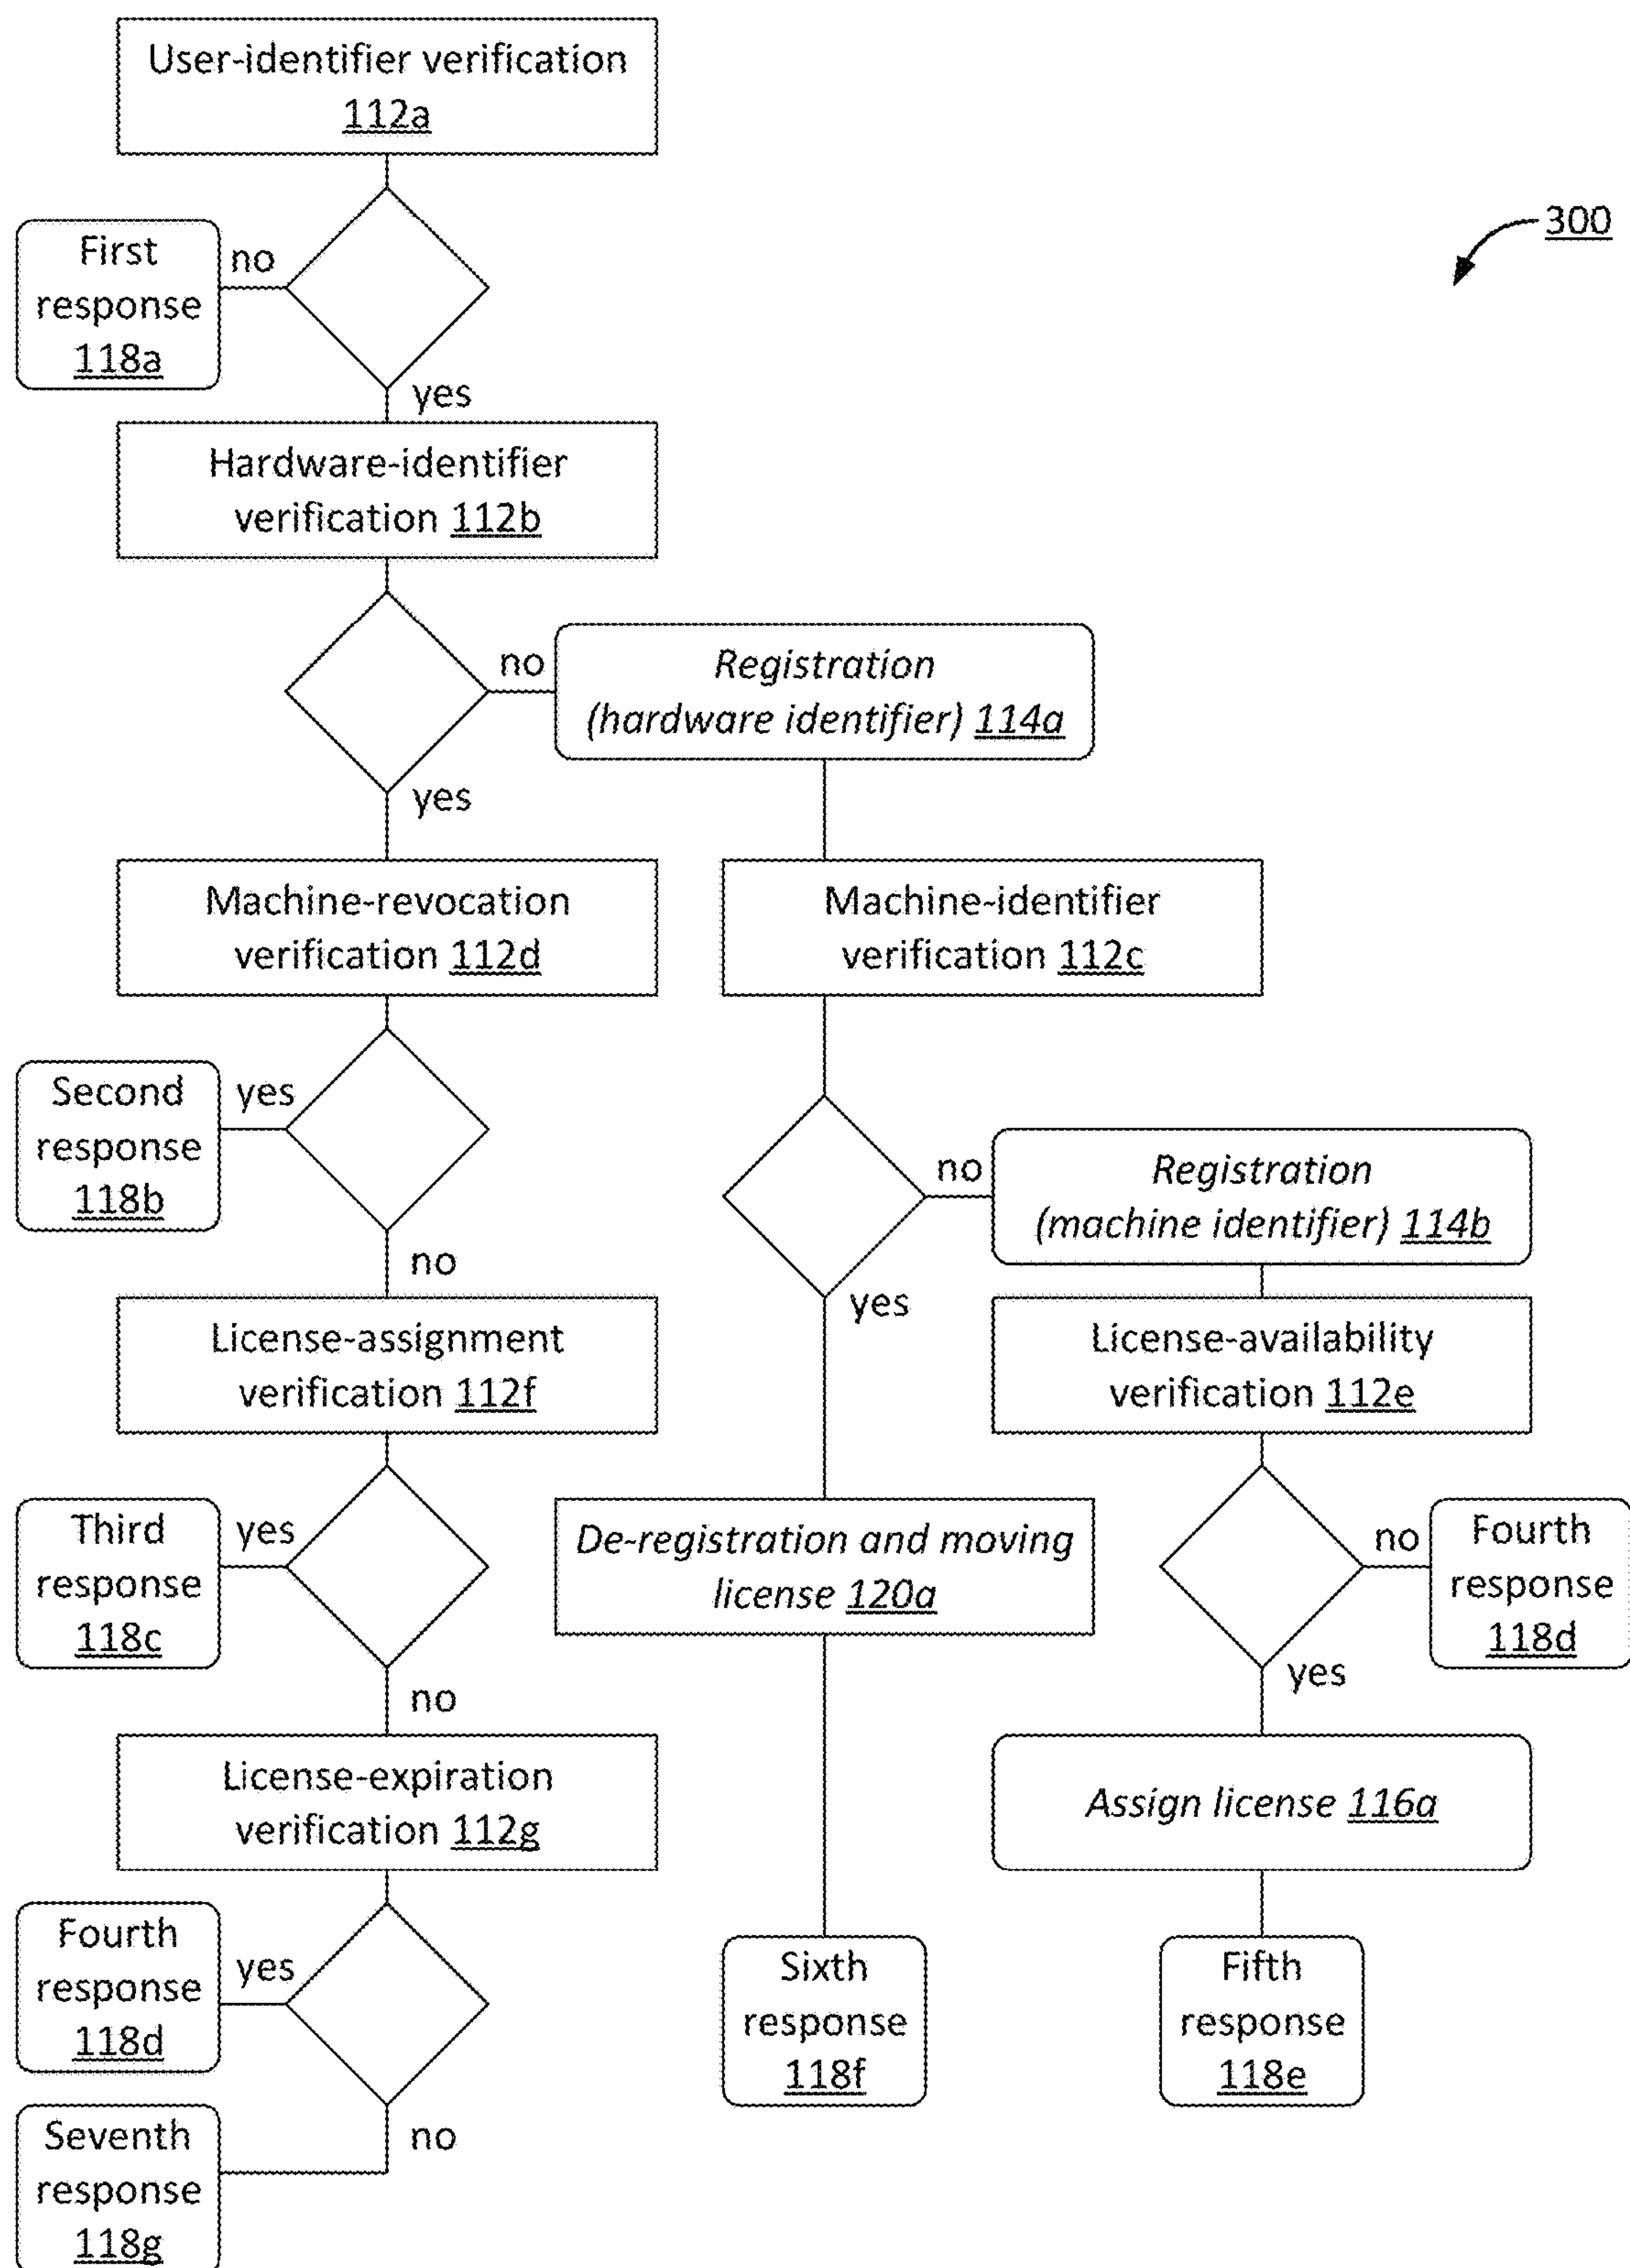 User-identifier verification
112a
300
First
response
118a
no
yes
Hardware-identifier
verification 112b
no
Registration
(hardware identifier) 114a
yes
Machine-revocation
verification 112d
Machine-identifier
verification 112c
Second
response
118b
yes
no
no
Registration
(machine identifier) 114b
yes
License-assignment
verification 112f
License-availability
verification 112e
Third
response
118c
yes
no
De-registration and moving
license 120a
no
Fourth
response
118d
yes
License-expiration
verification 112g
Assign license 116a
Fourth
response
118d
yes
no
Sixth
response
118f
Fifth
response
118e
Seventh
response
118g